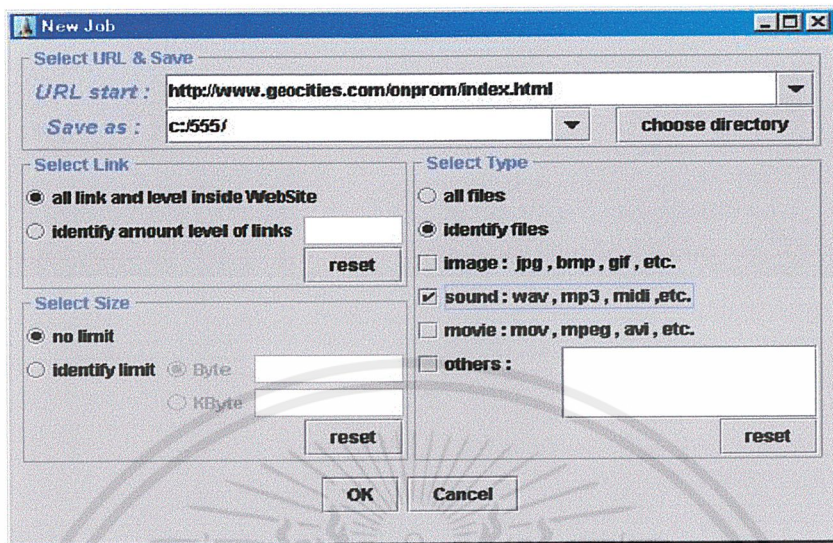 New Job
Select URL & Save
URL start :
http://www.geocities.com/onprom/index.html
Save as :
c:/555/
choose directory
Select Link
all link and level inside WebSite
identify amount level of links
reset
Select Size
no limit
identify limit
Byte
KByte
reset
Select Type
all files
identify files
image : jpg , bmp , gif , etc.
sound : wav , mp3 , midi ,etc.
movie : mov , mpeg , avi , etc.
others :
reset
OK
Cancel